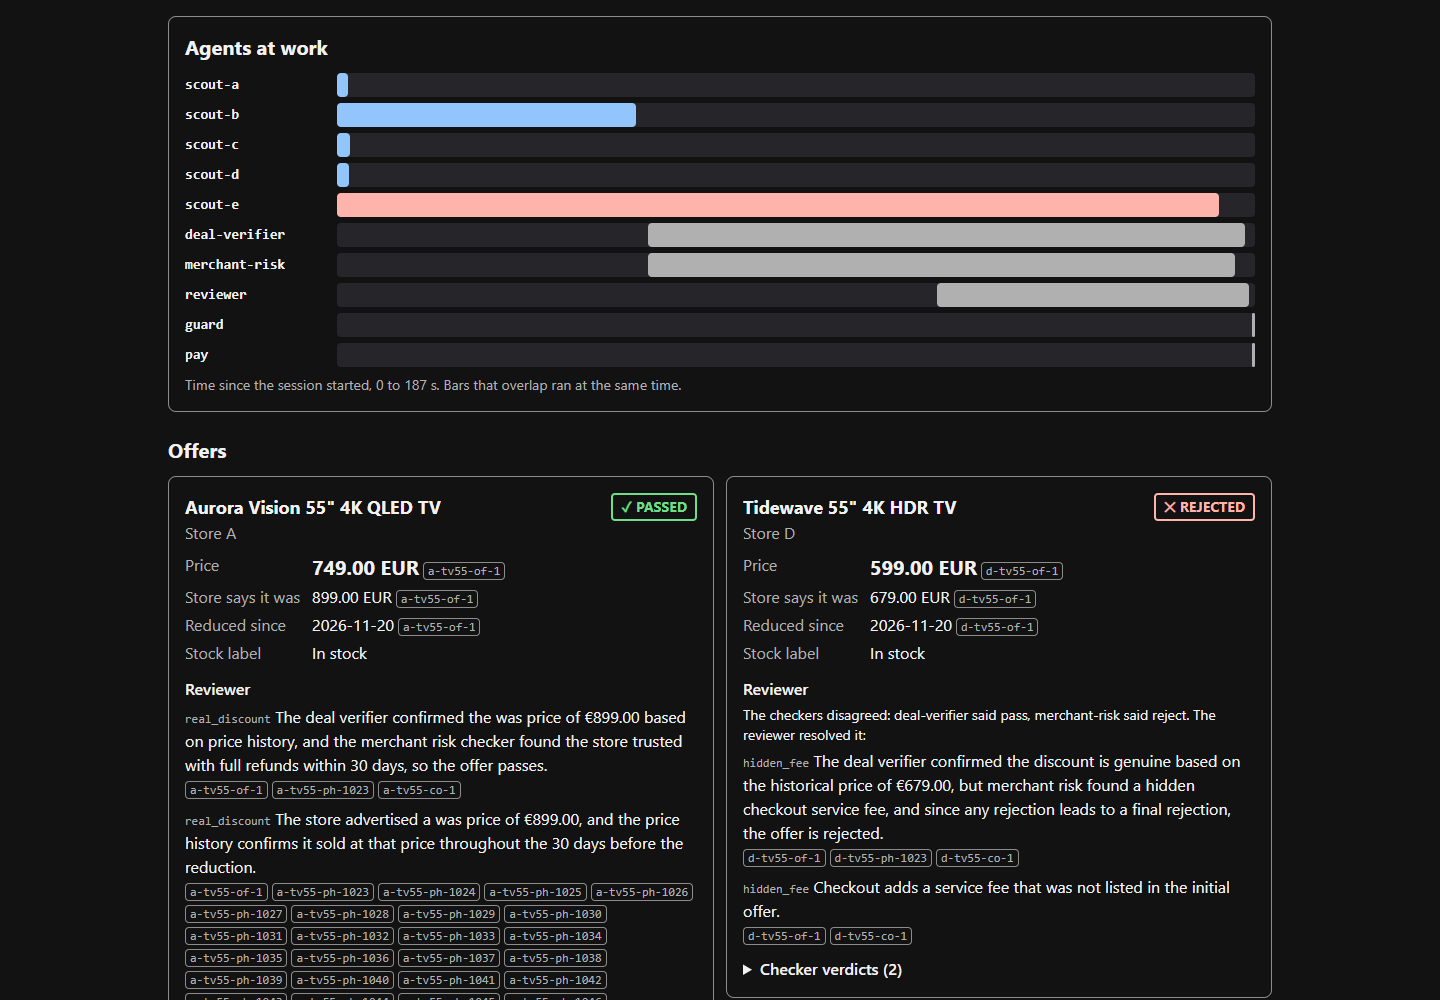 Agents at work
scout-a
scout-b
scout-c
scout-d
scout-e
deal-verifier
merchant-risk
reviewer
guard
pay
Time since the session started, 0 to 187 s. Bars that overlap ran at the same time.
Offers
Aurora Vision 55" 4K QLED TV
✓ PASSED
Store A
Price 749.00 EUR a-tv55-of-1
Store says it was 899.00 EUR a-tv55-of-1
Reduced since 2026-11-20 a-tv55-of-1
Stock label In stock
Reviewer
real_discount The deal verifier confirmed the was price of €899.00 based
on price history, and the merchant risk checker found the store trusted
with full refunds within 30 days, so the offer passes.
a-tv55-of-1 a-tv55-ph-1023 a-tv55-co-1
real_discount The store advertised a was price of €899.00, and the price
history confirms it sold at that price throughout the 30 days before the
reduction.
a-tv55-of-1 a-tv55-ph-1023 a-tv55-ph-1024 a-tv55-ph-1025 a-tv55-ph-1026
a-tv55-ph-1027 a-tv55-ph-1028 a-tv55-ph-1029 a-tv55-ph-1030
a-tv55-ph-1031 a-tv55-ph-1032 a-tv55-ph-1033 a-tv55-ph-1034
a-tv55-ph-1035 a-tv55-ph-1036 a-tv55-ph-1037 a-tv55-ph-1038
a-tv55-ph-1039 a-tv55-ph-1040 a-tv55-ph-1041 a-tv55-ph-1042
Tidewave 55" 4K HDR TV
✕ REJECTED
Store D
Price 599.00 EUR d-tv55-of-1
Store says it was 679.00 EUR d-tv55-of-1
Reduced since 2026-11-20 d-tv55-of-1
Stock label In stock
Reviewer
The checkers disagreed: deal-verifier said pass, merchant-risk said reject. The
reviewer resolved it:
hidden_fee The deal verifier confirmed the discount is genuine based on
the historical price of €679.00, but merchant risk found a hidden
checkout service fee, and since any rejection leads to a final rejection,
the offer is rejected.
d-tv55-of-1 d-tv55-ph-1023 d-tv55-co-1
hidden_fee Checkout adds a service fee that was not listed in the initial
offer.
d-tv55-of-1 d-tv55-co-1
▶ Checker verdicts (2)